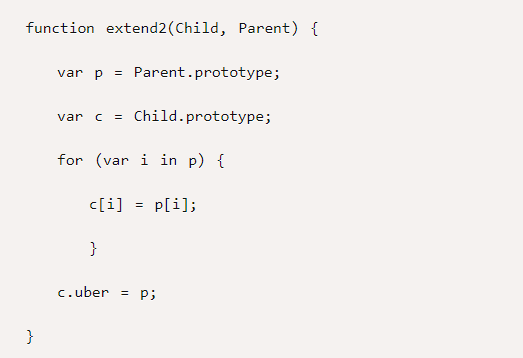 function extend2(Child, Parent) {
var p = Parent.prototype;
var c = Child.prototype;
for (var i in p) {
c[i] = p[i];
}
c.uber = p;
}